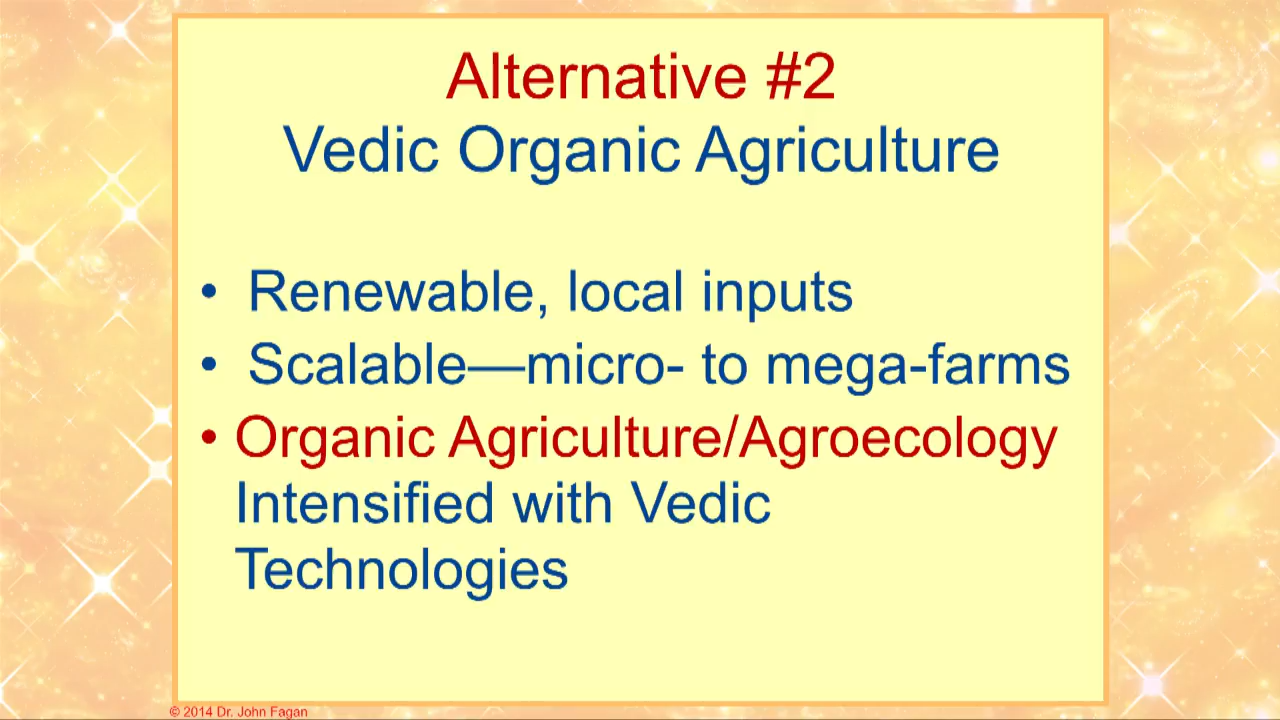 Alternative #2
Vedic Organic Agriculture
• Renewable, local inputs
• Scalable—micro- to mega-farms
• Organic Agriculture/Agroecology
Intensified with Vedic
Technologies
© 2014 Dr. John Fagan